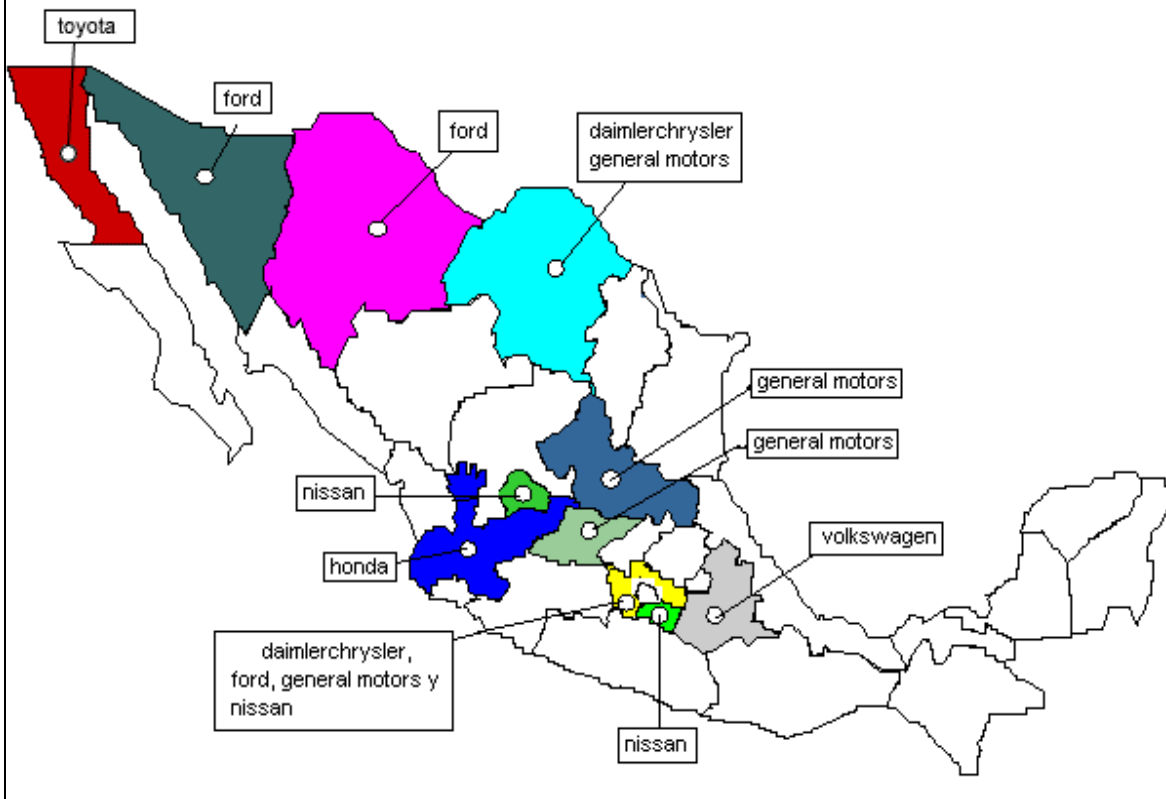 toyota
ford
ford
daimlerchrysler
general motors
general motors
general motors
nissan
volkswagen
honda
daimlerchrysler,
ford, general motors y
nissan
nissan